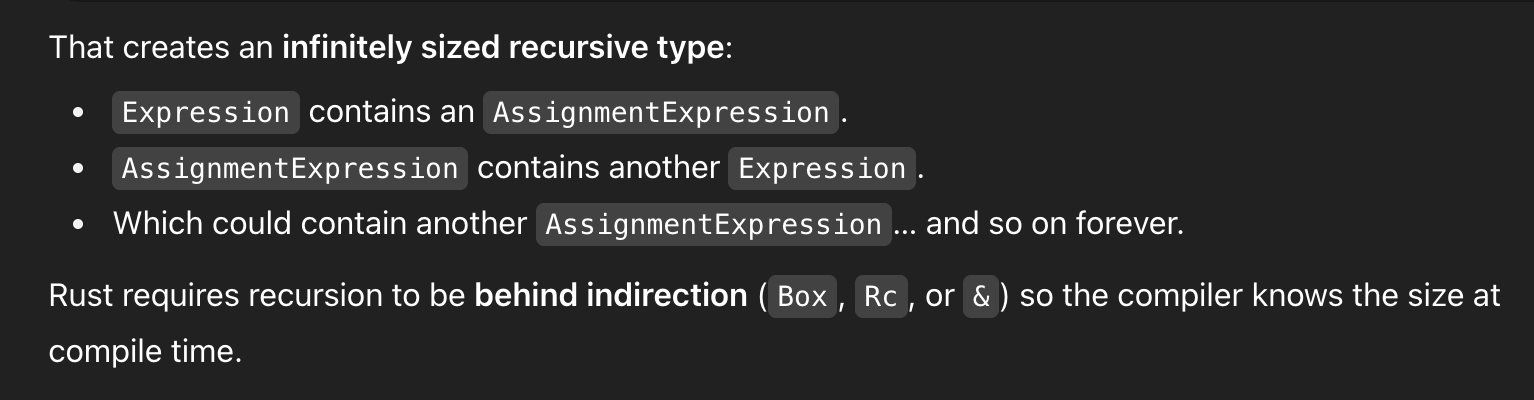 That creates an infinitely sized recursive type:
• Expression contains an AssignmentExpression.
• AssignmentExpression contains another Expression.
• Which could contain another AssignmentExpression... and so on forever.
Rust requires recursion to be behind indirection (Box, Rc, or &) so the compiler knows the size at
compile time.